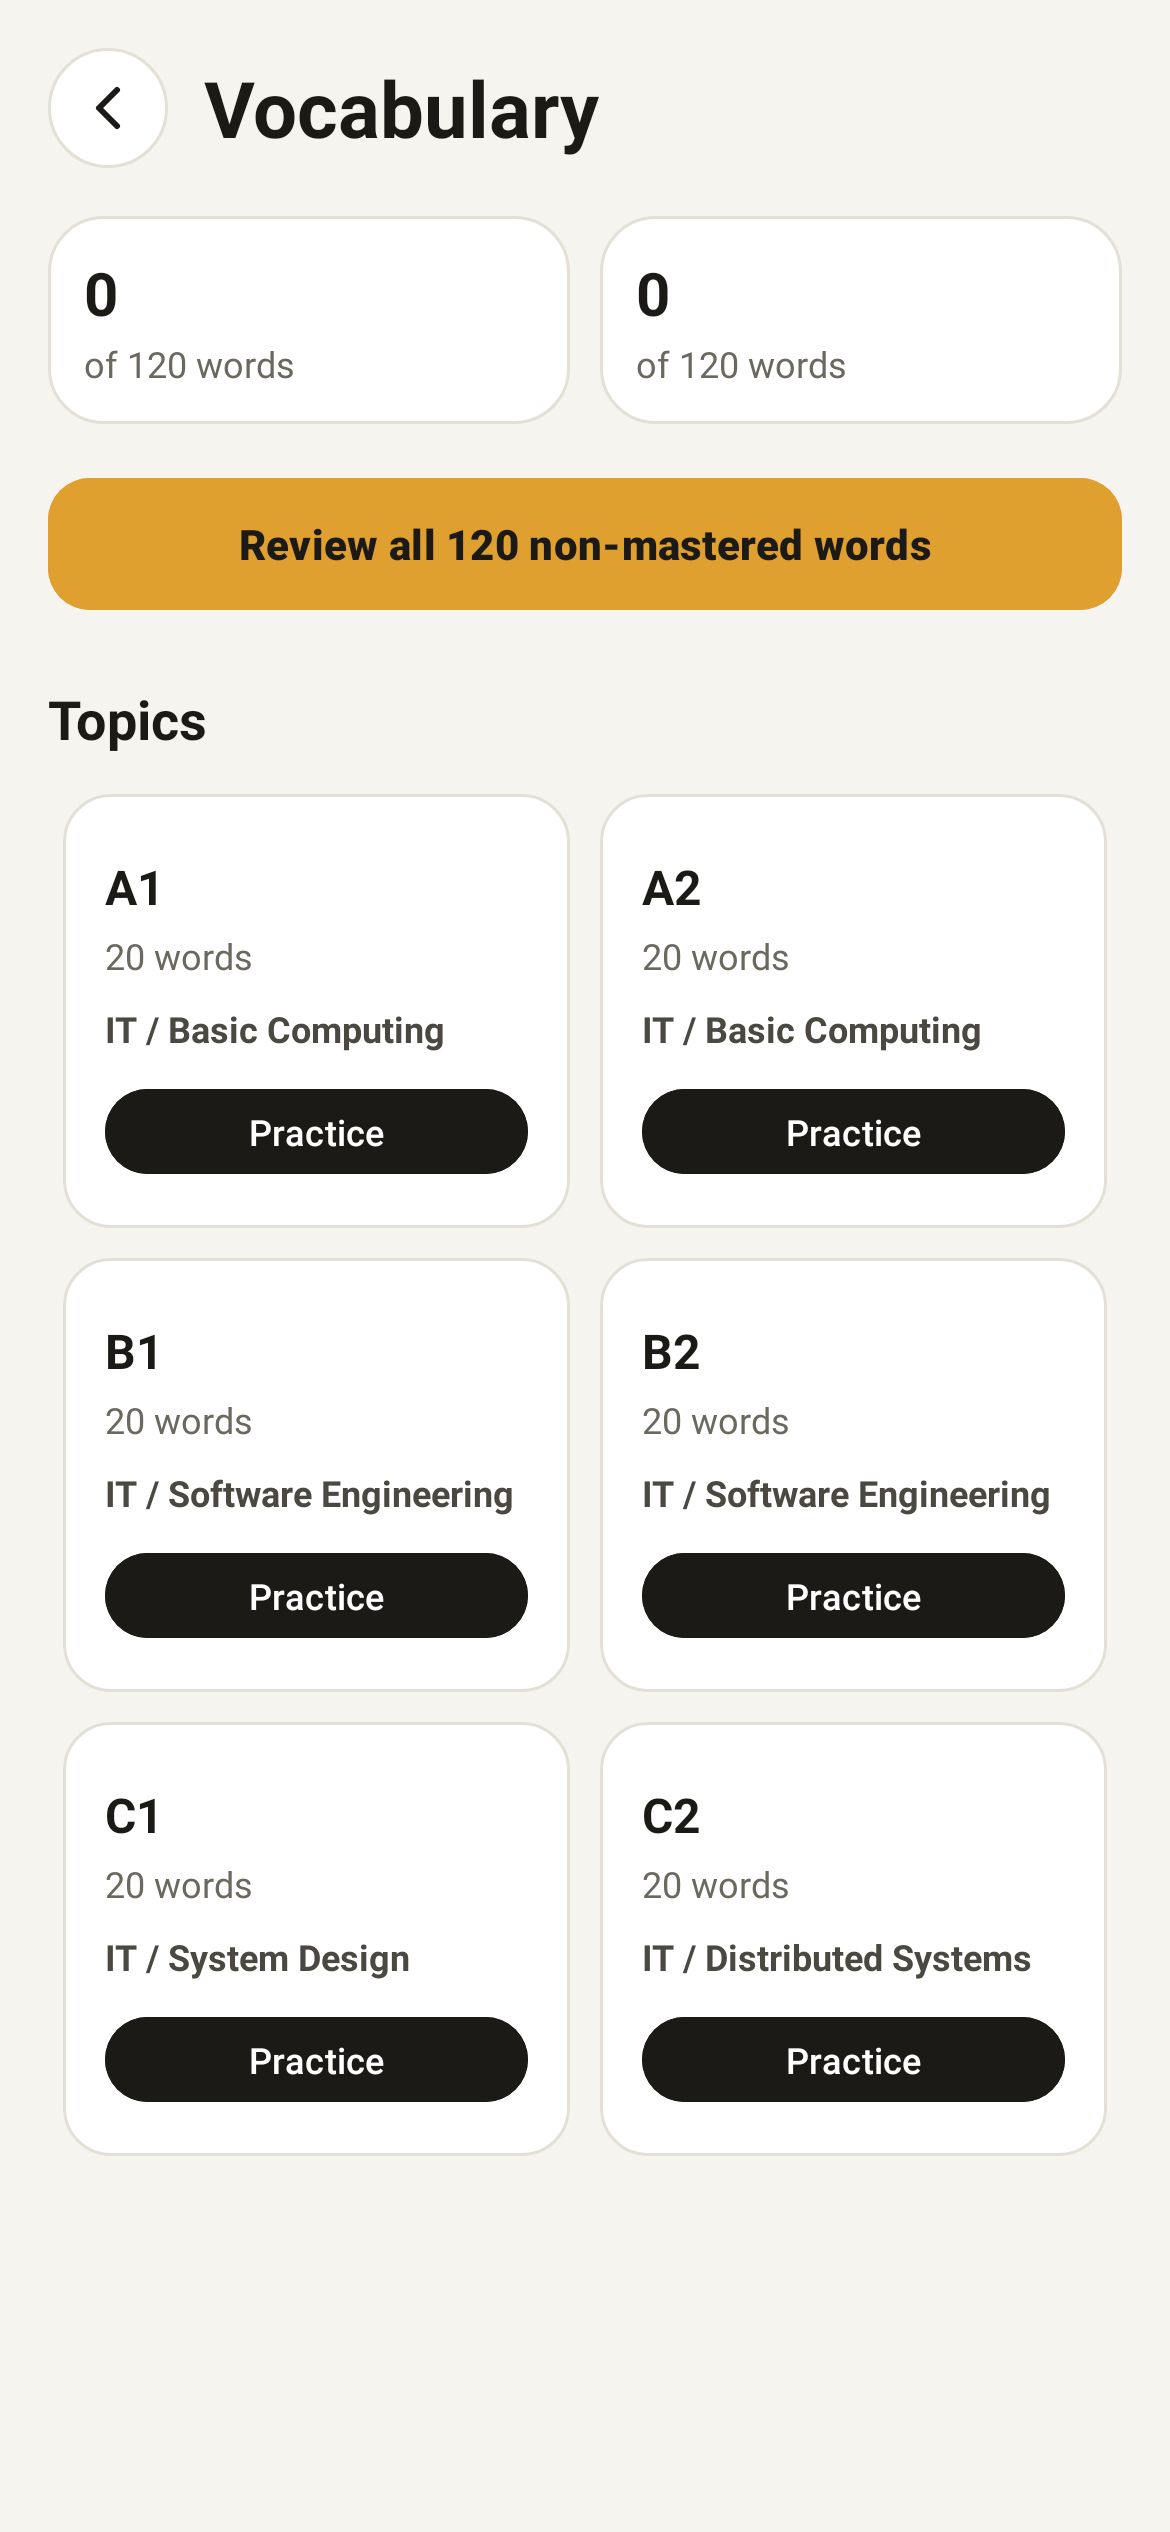 Vocabulary
0
of 120 words
0
of 120 words
Review all 120 non-mastered words
Topics
A1
20 words
IT / Basic Computing
Practice
A2
20 words
IT / Basic Computing
Practice
B1
20 words
IT / Software Engineering
Practice
B2
20 words
IT / Software Engineering
Practice
C1
20 words
IT / System Design
Practice
C2
20 words
IT / Distributed Systems
Practice